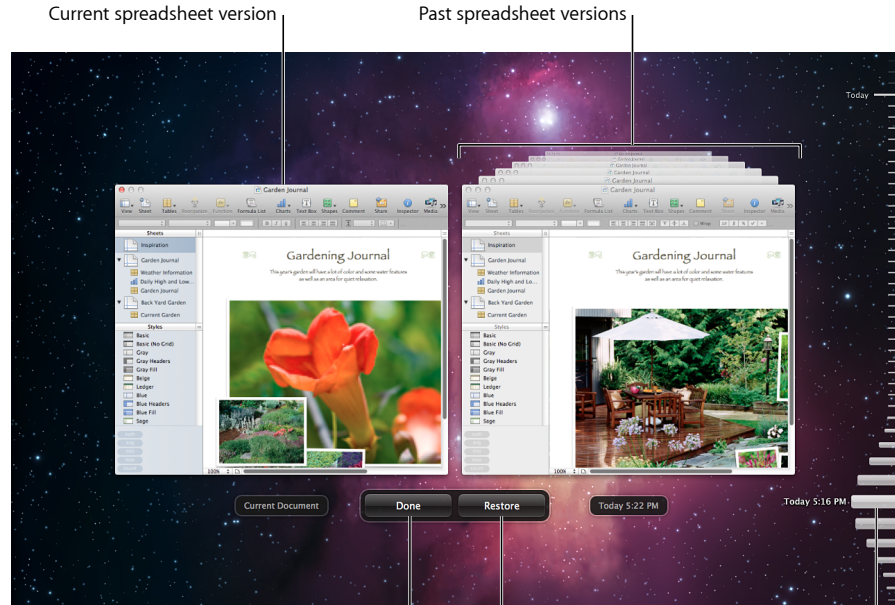 Current spreadsheet version
Past spreadsheet versions
Today
Garden Journal
View Sheet Tables Function Formula List Charts Text Box Shapes Comment Share Inspector Media
Sheets
Inspiration
Garden Journal
Weather Information
Daily High and Low...
Garden Journal
Back Yard Garden
Current Garden
Styles
Basic
Basic (No Grid)
Gray
Gray Headers
Gray Fill
Beige
Ledger
Blue
Blue Headers
Blue Fill
Sage
Gardening Journal
This year's garden will have a lot of color and some water features
as well as an area for quiet relaxation.
100%
Garden Journal
Garden Journal
Garden Journal
View Sheet Tables Function Formula List Charts Text Box Shapes Comment Share Inspector Media
Wrap
Sheets
Inspiration
Garden Journal
Weather Information
Daily High and Low...
Garden Journal
Back Yard Garden
Current Garden
Styles
Basic
Basic (No Grid)
Gray
Gray Headers
Gray Fill
Beige
Ledger
Blue
Blue Headers
Blue Fill
Sage
Gardening Journal
This year's garden will have a lot of color and some water features
as well as an area for quiet relaxation.
100%
Current Document
Done
Restore
Today 5:22 PM
Today 5:16 PM